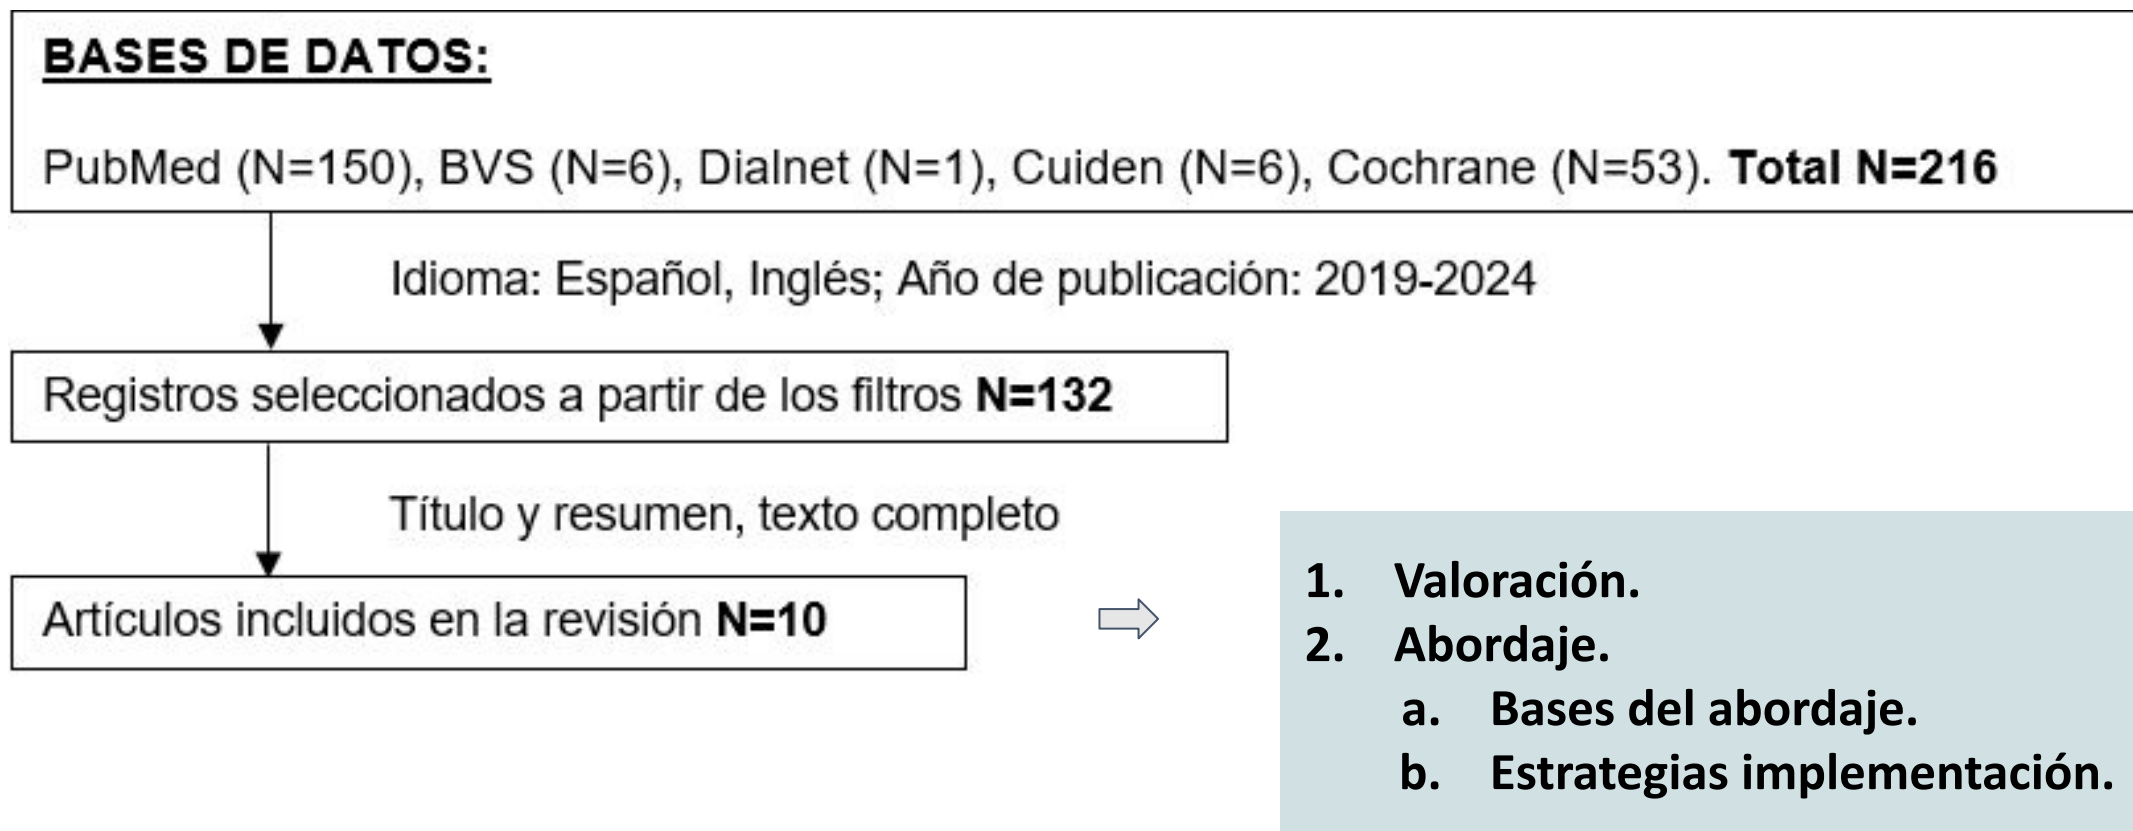 BASES DE DATOS:
PubMed (N=150), BVS (N=6), Dialnet (N=1), Cuiden (N=6), Cochrane (N=53). Total N=216
Idioma: Español, Inglés; Año de publicación: 2019-2024
Registros seleccionados a partir de los filtros N=132
Título y resumen, texto completo
Artículos incluidos en la revisión N=10
1. Valoración.
2. Abordaje.
a. Bases del abordaje.
b. Estrategias implementación.